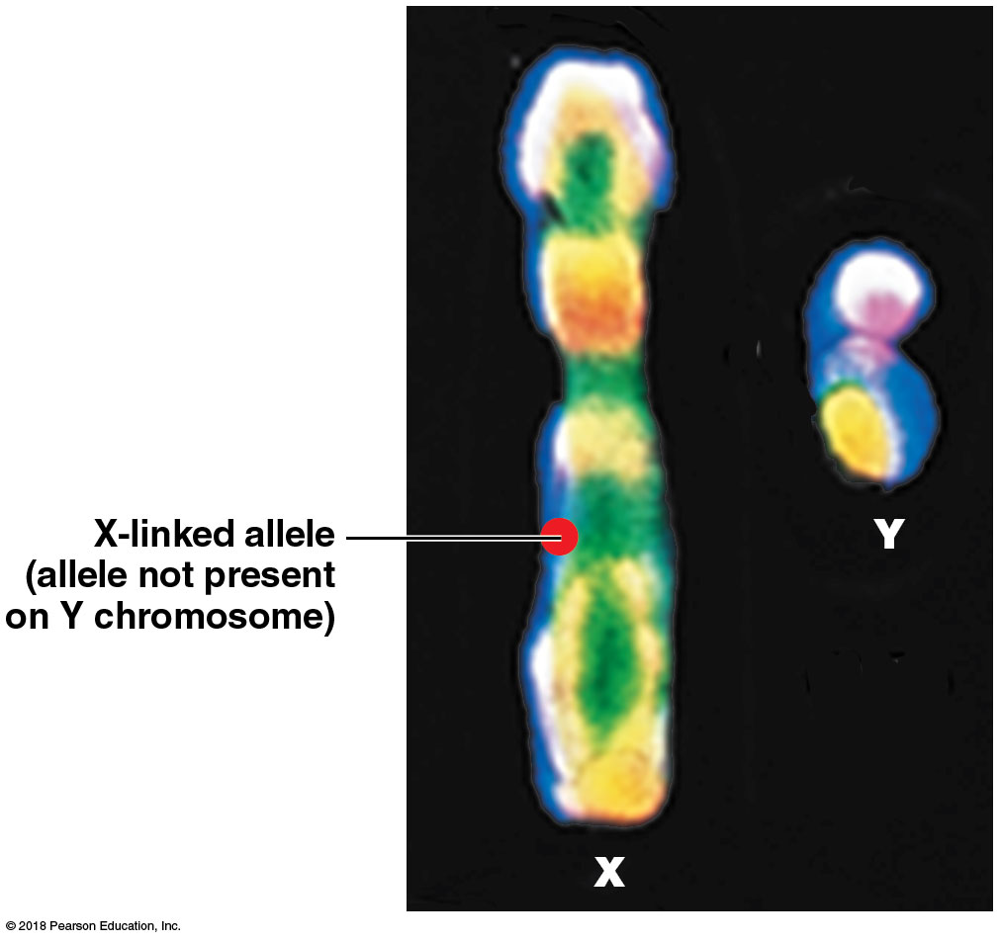 X-linked allele
(allele not present
on Y chromosome)
Y
X
© 2018 Pearson Education, Inc.